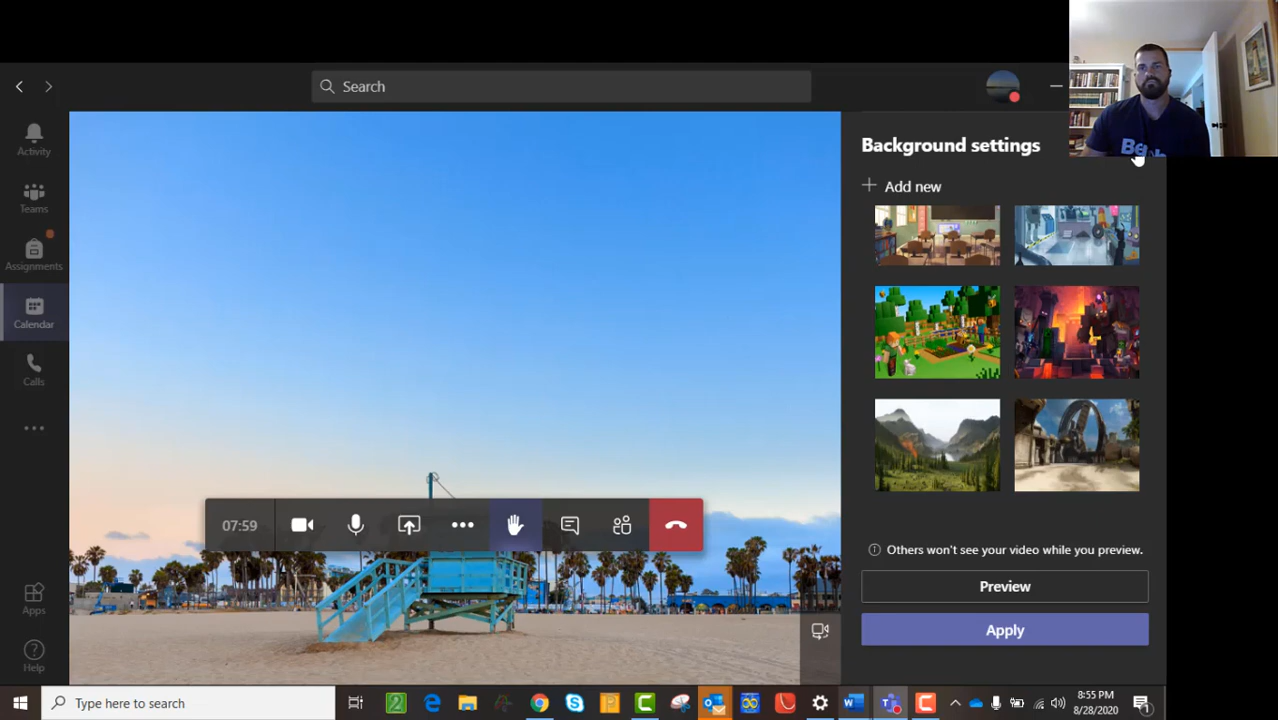 Search
Activity
Teams
Assignments
Calendar
Calls
Apps
Help
Background settings
Add new
07:59
Others won't see your video while you preview.
Preview
Apply
Type here to search
8:55 PM
8/28/2020